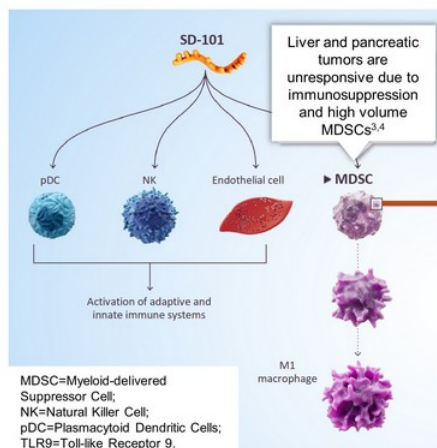 SD-101
Liver and pancreatic
tumors are
unresponsive due to
immunosuppression
and high volume
MDSCs3,4
pDC
NK
Endothelial cell
▶ MDSC
Activation of adaptive and
innate immune systems
M1
macrophage
MDSC=Myeloid-delivered
Suppressor Cell;
NK=Natural Killer Cell;
pDC=Plasmacytoid Dendritic Cells;
TLR9=Toll-like Receptor 9.